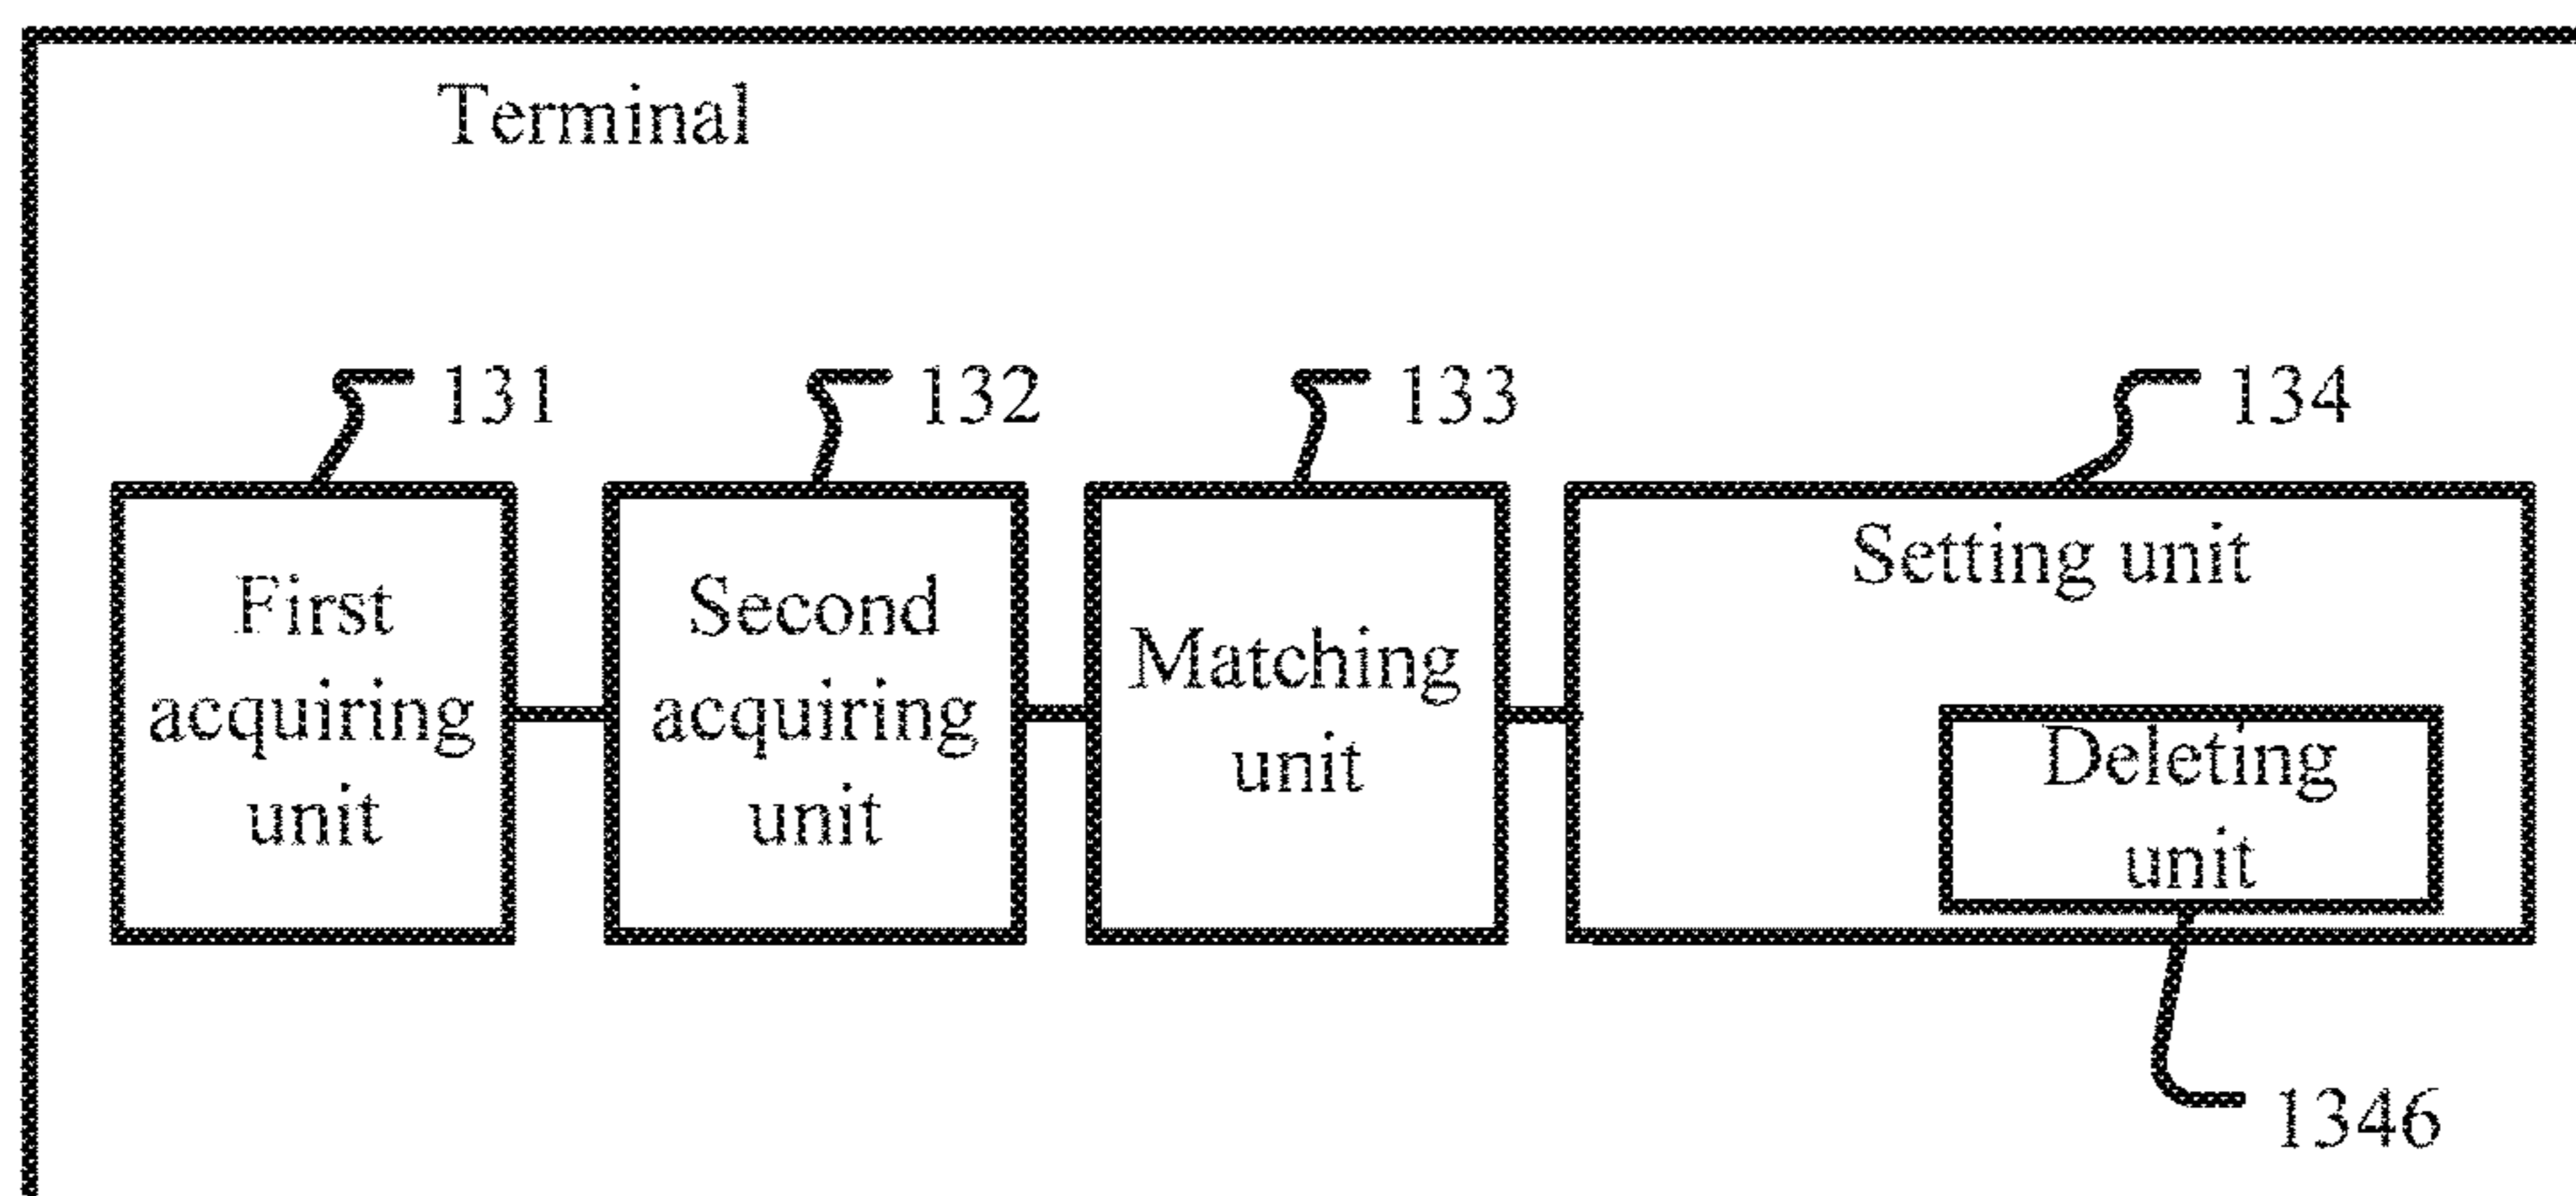 Terminal
131
132
133
134
First
acquiring
unit
Second
acquiring
unit
Matching
unit
Setting unit
Deleting
unit
1346